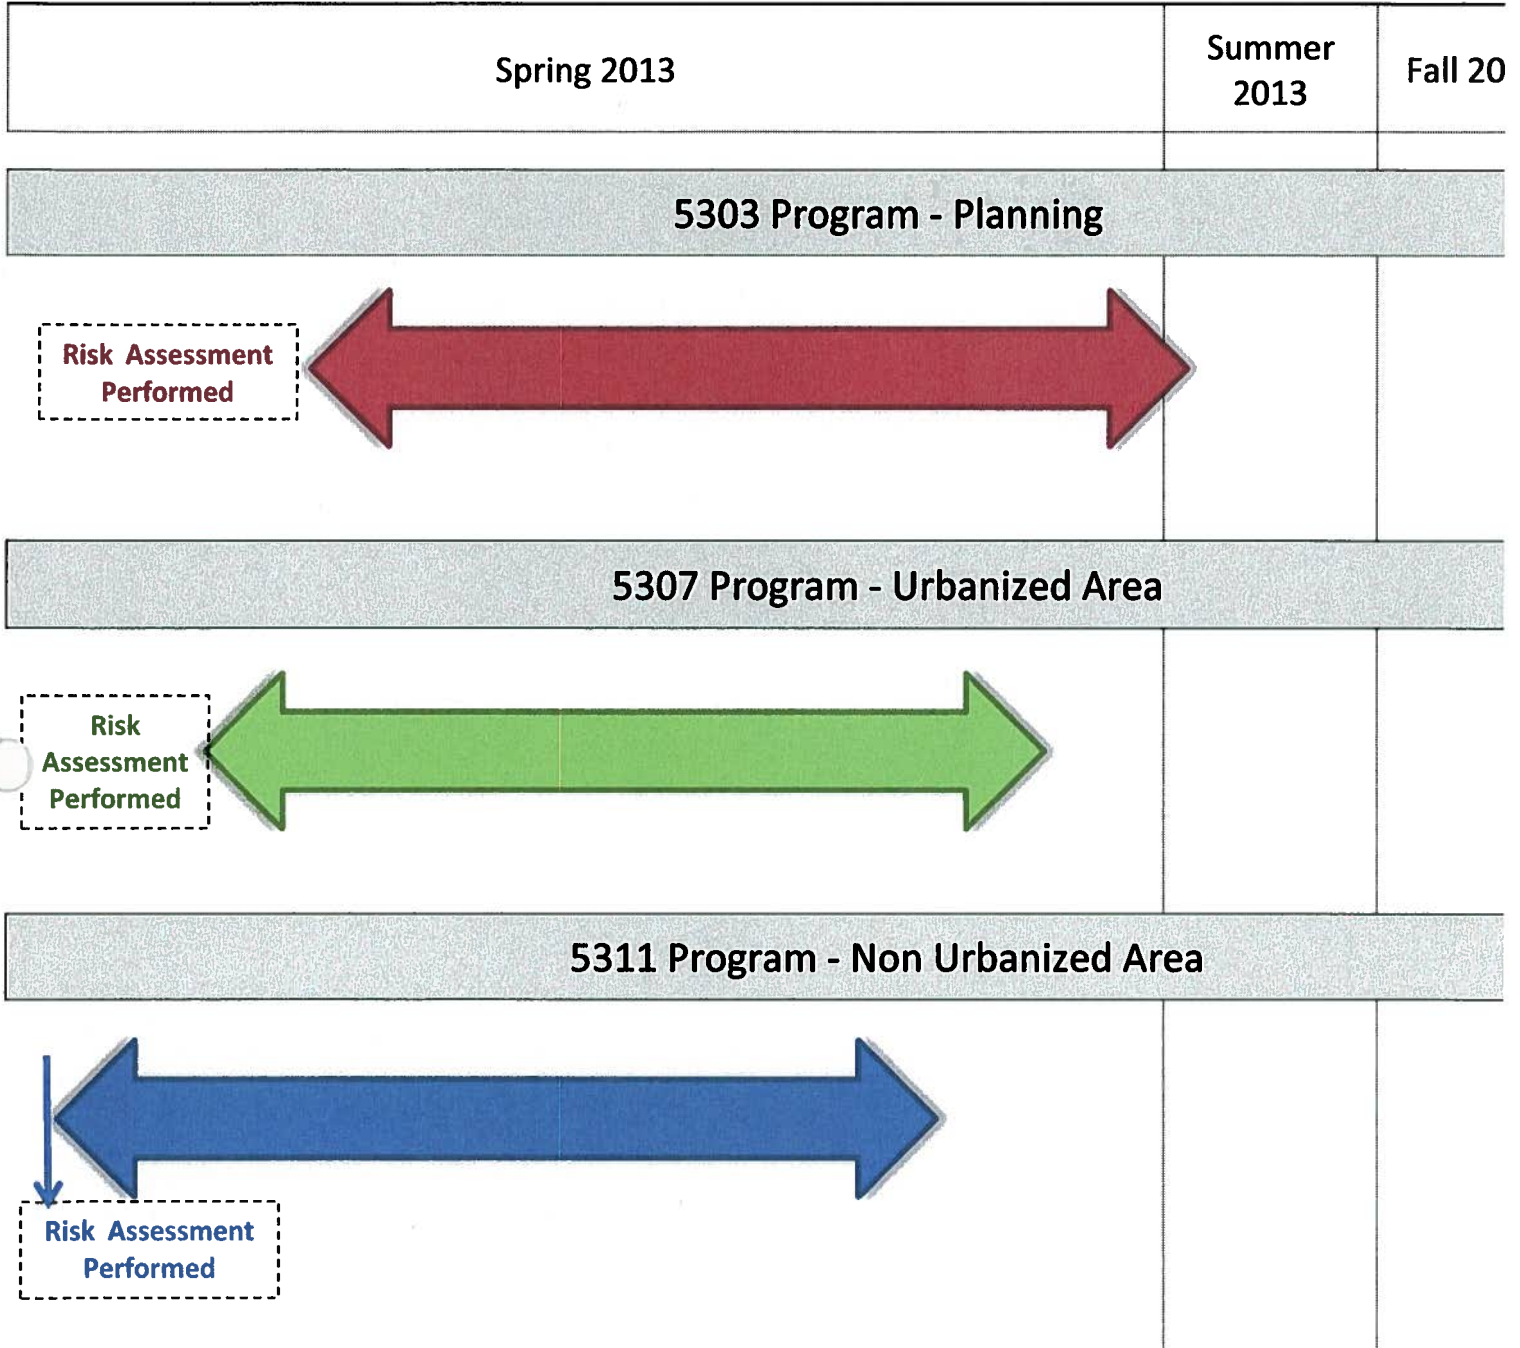 Spring 2013
Summer
2013
Fall 20
5303 Program - Planning
Risk Assessment
Performed
5307 Program - Urbanized Area
Risk
Assessment
Performed
5311 Program - Non Urbanized Area
Risk Assessment
Performed